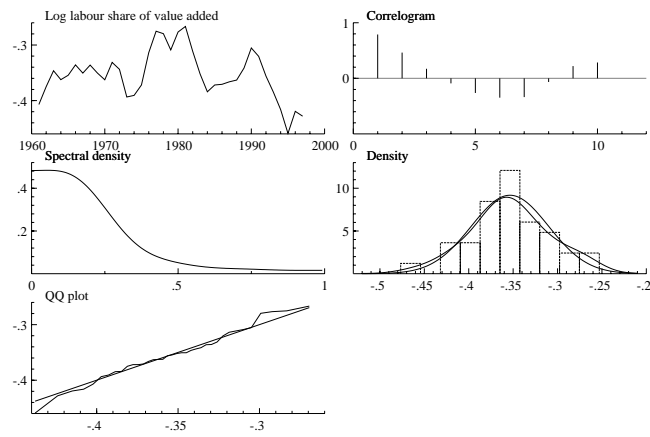 Log labour share of value added
-.3
-.4
1960 1970 1980 1990 2000
Correlogram
1
0
0 5 10
Spectral density
.4
.2
0 .5 1
Density
10
5
-.5 -.45 -.4 -.35 -.3 -.25 -.2
QQ plot
-.3
-.4
-.4 -.35 -.3